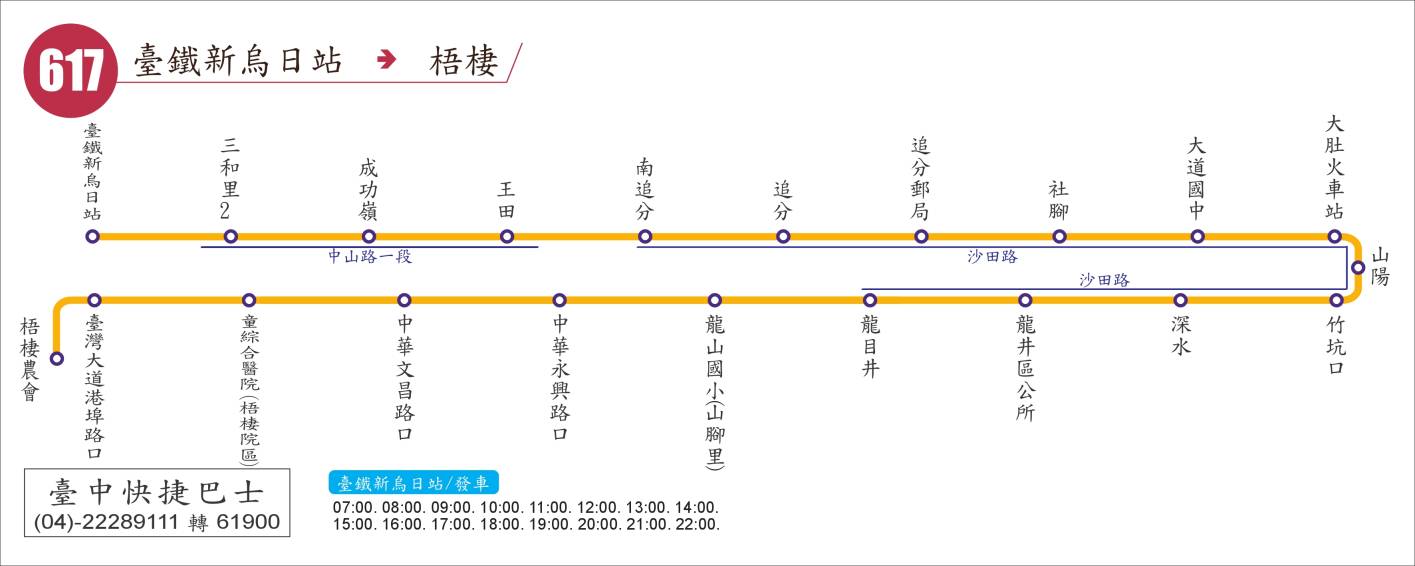 617
臺鐵新烏日站 ➔ 梧棲
臺鐵新烏日站
三和里2
成功嶺
王田
南追分
追分
追分郵局
社腳
大道國中
大肚火車站
中山路一段
沙田路
山陽
沙田路
竹坑口
深水
龍井區公所
龍目井
龍山國小(山腳里)
中華永興路口
中華文昌路口
童綜合醫院(梧棲院區)
臺灣大道港埠路口
梧棲農會
臺中快捷巴士
(04)-22289111 轉 61900
臺鐵新烏日站/發車
07:00. 08:00. 09:00. 10:00. 11:00. 12:00. 13:00. 14:00.
15:00. 16:00. 17:00. 18:00. 19:00. 20:00. 21:00. 22:00.